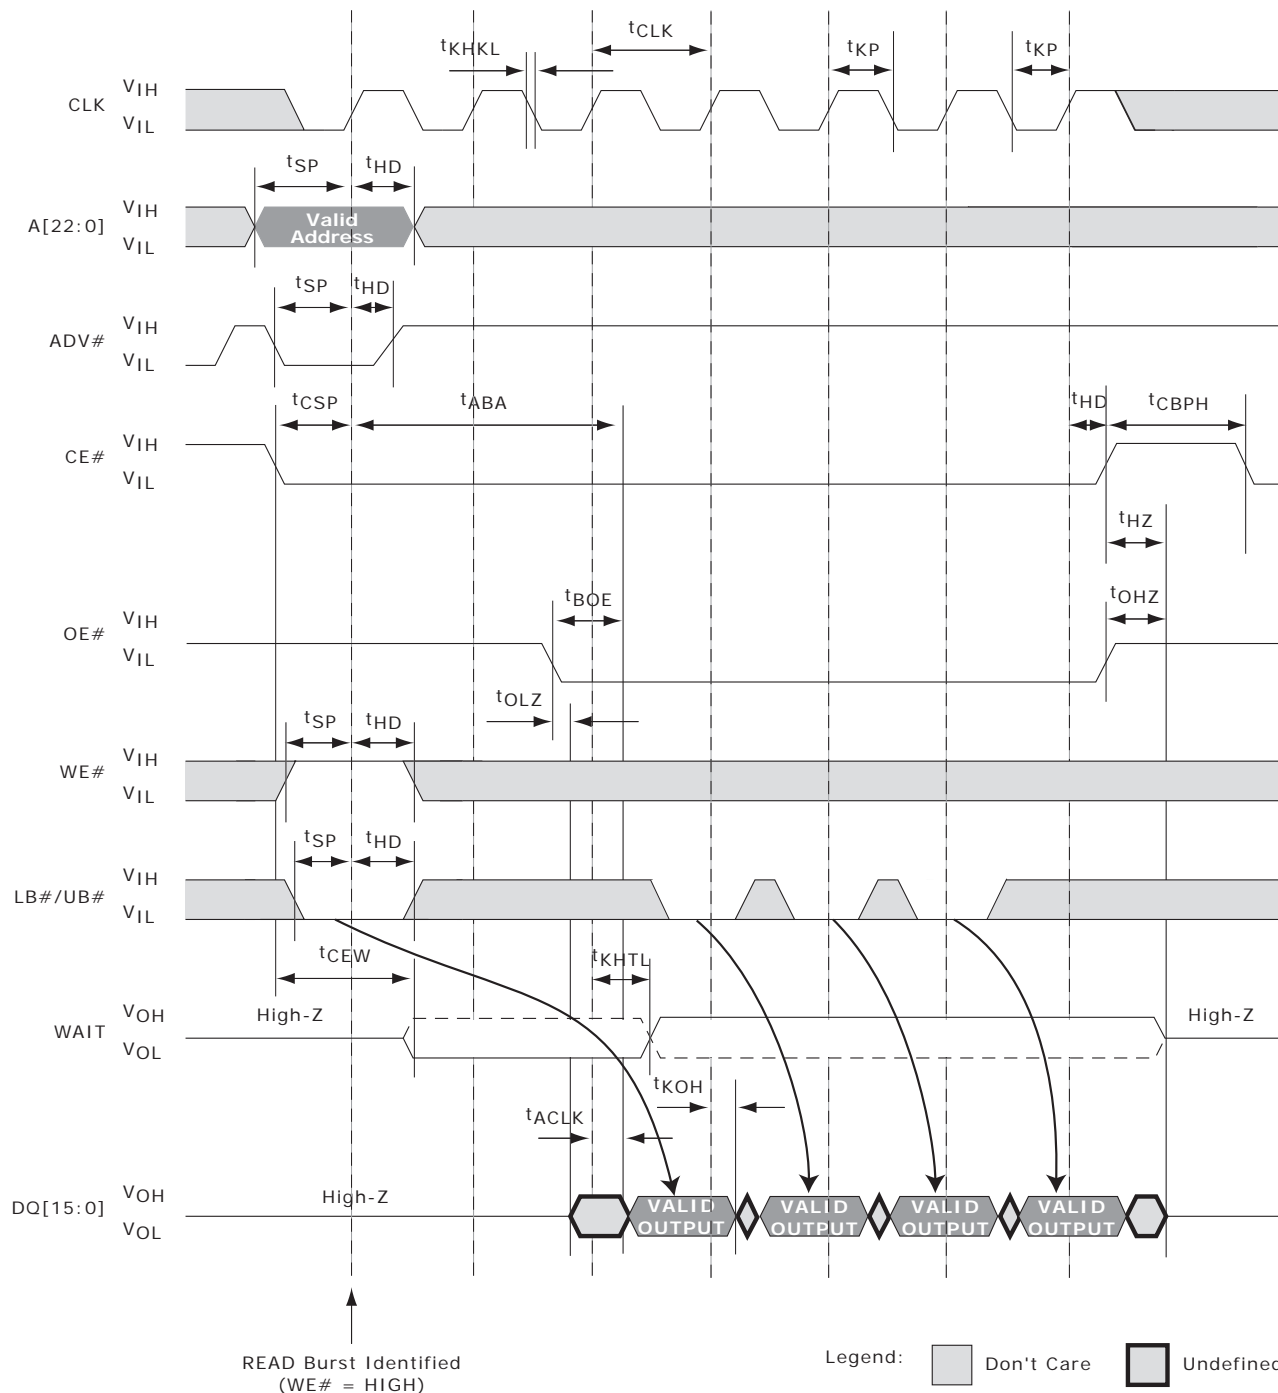 tCLK
tKHKL
tKP
tKP
CLK
VIH
VIL
tSP
tHD
A[22:0]
VIH
VIL
Valid
Address
tSP
tHD
ADV#
VIH
VIL
tCSP
tABA
tHD
tCBPH
CE#
VIH
VIL
tHZ
tBOE
tOHZ
OE#
VIH
VIL
tOLZ
tSP
tHD
WE#
VIH
VIL
tSP
tHD
LB#/UB#
VIH
VIL
tCEW
tKHTL
WAIT
VOH
VOL
High-Z
High-Z
tKOH
tACLK
DQ[15:0]
VOH
VOL
High-Z
VALID
OUTPUT
VALID
OUTPUT
VALID
OUTPUT
VALID
OUTPUT
READ Burst Identified
(WE# = HIGH)
Legend:
Don't Care
Undefined